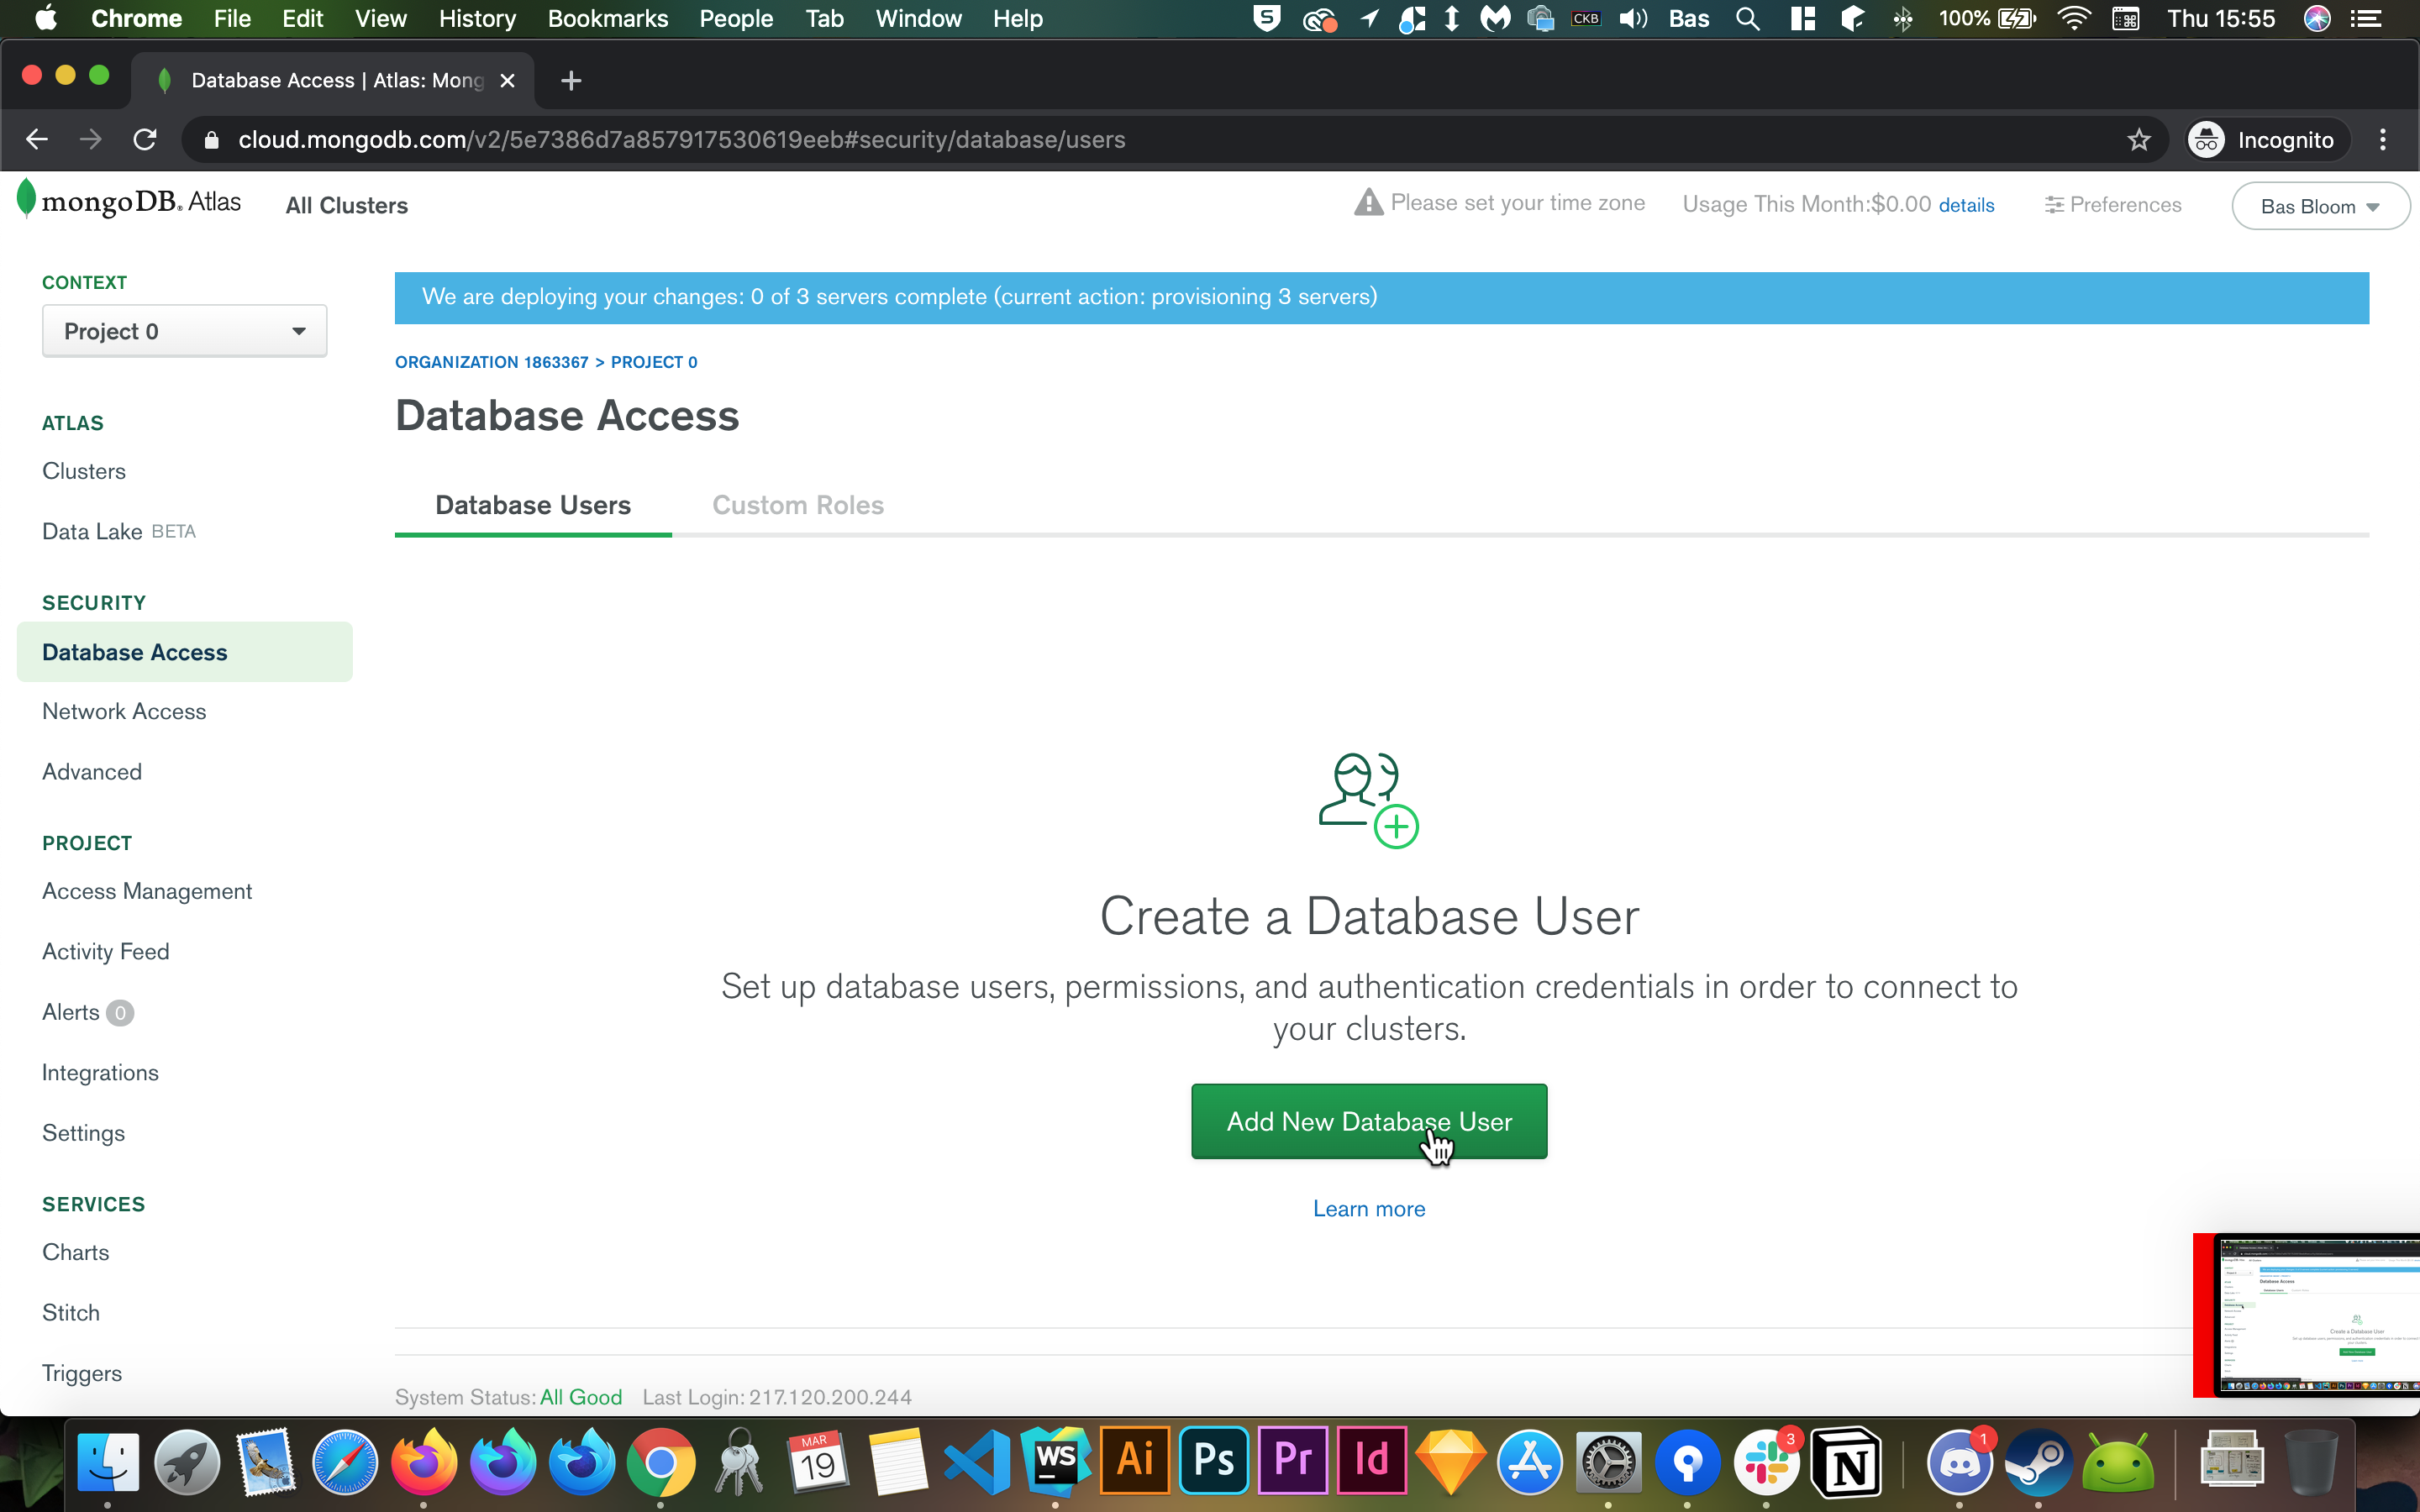 Chrome File Edit View History Bookmarks People Tab Window Help CKB Bas 100% Thu 15:55
Database Access | Atlas: Mong
cloud.mongodb.com/v2/5e7386d7a857917530619eeb#security/database/users Incognito
mongoDB. Atlas All Clusters Please set your time zone Usage This Month:$0.00 details Preferences Bas Bloom
CONTEXT
Project 0
ATLAS
Clusters
Data Lake BETA
SECURITY
Database Access
Network Access
Advanced
PROJECT
Access Management
Activity Feed
Alerts 0
Integrations
Settings
SERVICES
Charts
Stitch
Triggers
We are deploying your changes: 0 of 3 servers complete (current action: provisioning 3 servers)
ORGANIZATION 1863367 > PROJECT 0
Database Access
Database Users Custom Roles
Create a Database User
Set up database users, permissions, and authentication credentials in order to connect to
your clusters.
Add New Database User
Learn more
System Status: All Good Last Login: 217.120.200.244
Database Access
Create a Database User
MAR
19
WS
Ai
Ps
Pr
Id
3
N
1